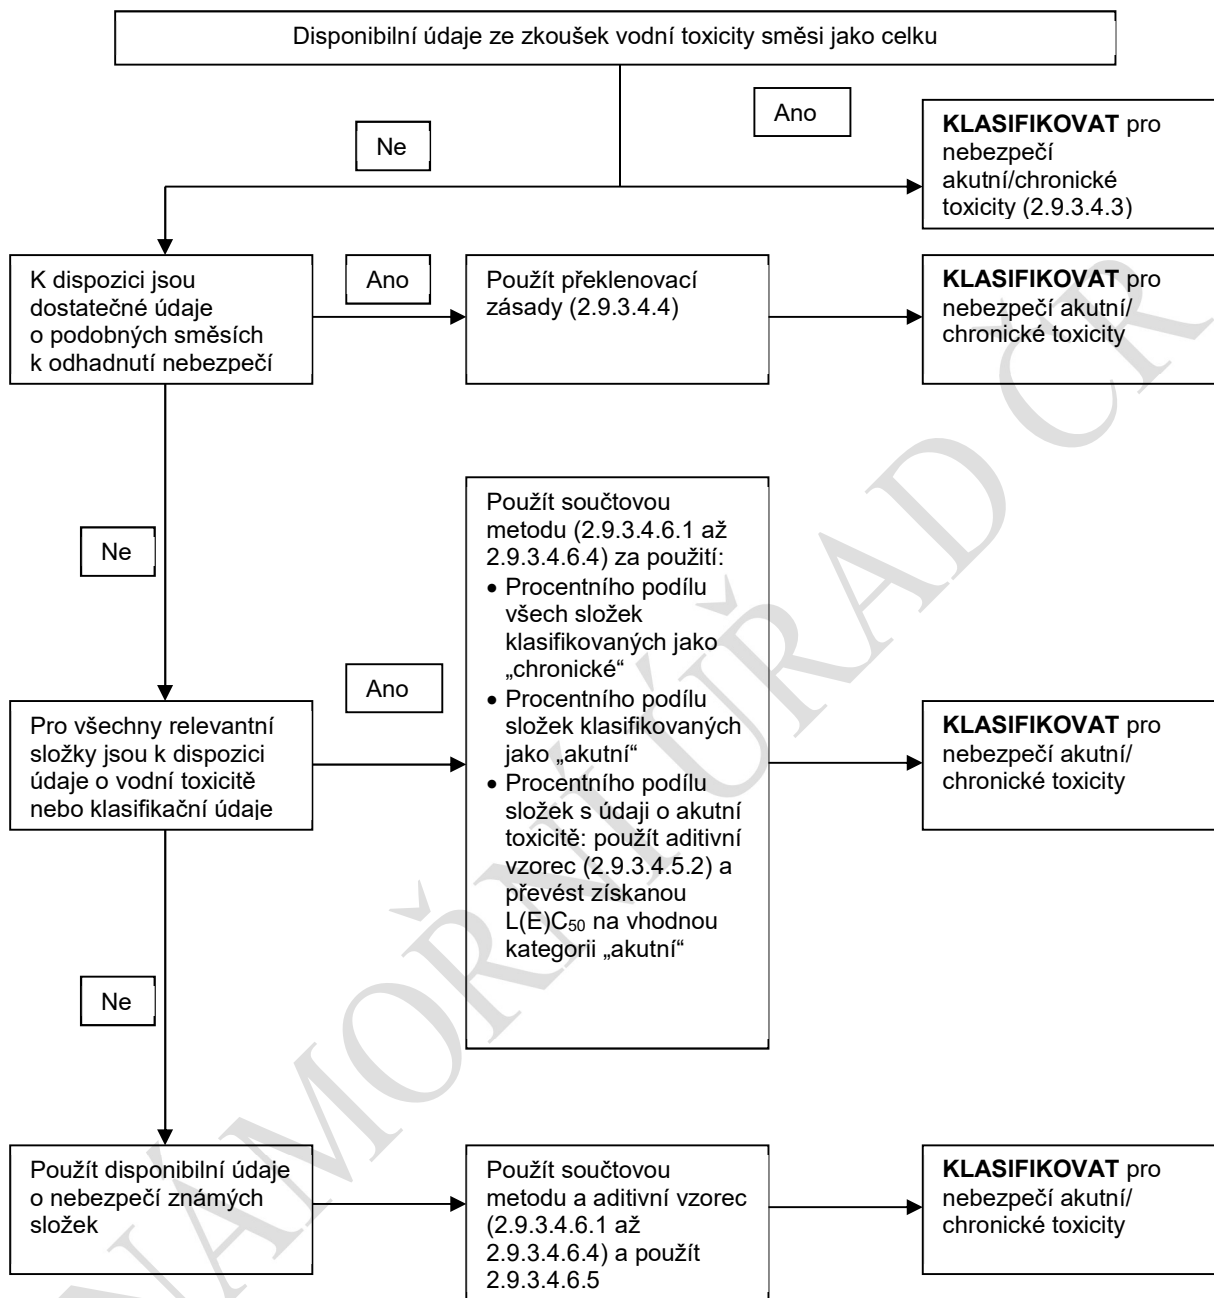 Disponibilní údaje ze zkoušek vodní toxicity směsi jako celku
Ano
Ne
KLASIFIKOVAT pro
nebezpečí
akutní/chronické
toxicity (2.9.3.4.3)
K dispozici jsou
dostatečné údaje
o podobných směsích
k odhadnutí nebezpečí
Ano
Použít překlenovací
zásady (2.9.3.4.4)
KLASIFIKOVAT pro
nebezpečí akutní/
chronické toxicity
Ne
Použít součtovou
metodu (2.9.3.4.6.1 až
2.9.3.4.6.4) za použití:
• Procentního podílu
všech složek
klasifikovaných jako
„chronické“
• Procentního podílu
složek klasifikovaných
jako „akutní“
• Procentního podílu
složek s údaji o akutní
toxicitě: použít aditivní
vzorec (2.9.3.4.5.2) a
převést získanou
L(E)C50 na vhodnou
kategorii „akutní“
Ano
Pro všechny relevantní
složky jsou k dispozici
údaje o vodní toxicitě
nebo klasifikační údaje
KLASIFIKOVAT pro
nebezpečí akutní/
chronické toxicity
Ne
Použít disponibilní údaje
o nebezpečí známých
složek
Použít součtovou
metodu a aditivní vzorec
(2.9.3.4.6.1 až
2.9.3.4.6.4) a použít
2.9.3.4.6.5
KLASIFIKOVAT pro
nebezpečí akutní/
chronické toxicity
NÁMOŘNÍ ÚŘAD ČR